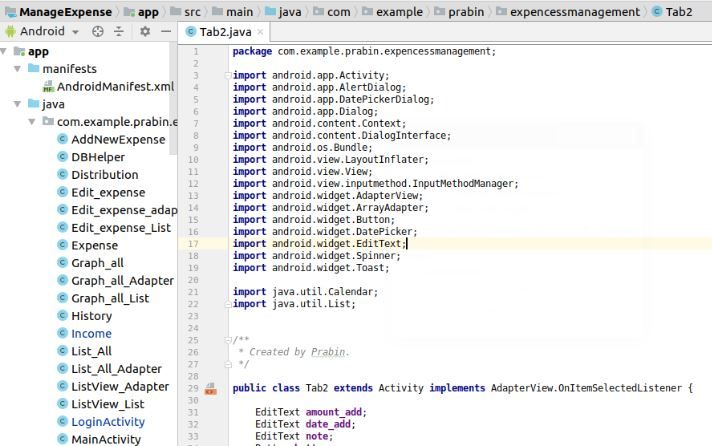 ManageExpense app src main java com example prabin expencessmanagement Tab2
Android
Tab2.java
app
manifests
AndroidManifest.xml
java
com.example.prabin.e
AddNewExpense
DBHelper
Distribution
Edit_expense
Edit_expense_adap
Edit_expense_List
Expense
Graph_all
Graph_all_Adapter
Graph_all_List
History
Income
List_All
List_All_Adapter
ListView_Adapter
ListView_List
LoginActivity
MainActivity
1 package com.example.prabin.expencessmanagement;
2
3 import android.app.Activity;
4 import android.app.AlertDialog;
5 import android.app.DatePickerDialog;
6 import android.app.Dialog;
7 import android.content.Context;
8 import android.content.DialogInterface;
9 import android.os.Bundle;
10 import android.view.LayoutInflater;
11 import android.view.View;
12 import android.view.inputmethod.InputMethodManager;
13 import android.widget.AdapterView;
14 import android.widget.ArrayAdapter;
15 import android.widget.Button;
16 import android.widget.DatePicker;
17 import android.widget.EditText;
18 import android.widget.Spinner;
19 import android.widget.Toast;
20
21 import java.util.Calendar;
22 import java.util.List;
23
24
25 /**
26 * Created by Prabin.
27 */
28
29 public class Tab2 extends Activity implements AdapterView.OnItemSelectedListener {
30
31 EditText amount_add;
32 EditText date_add;
33 EditText note;